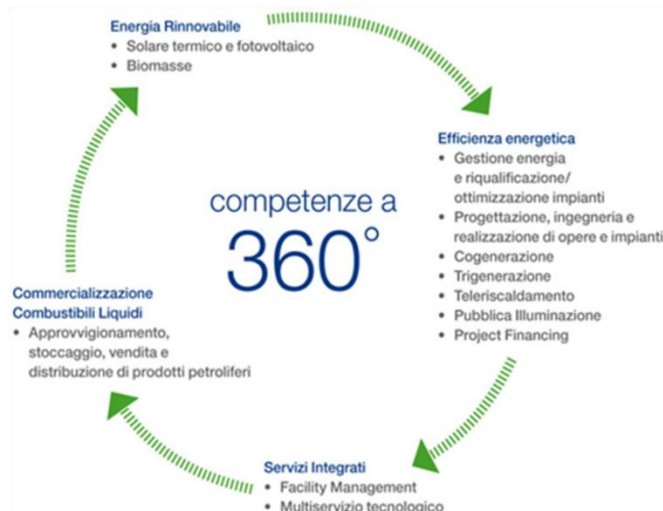 Energia Rinnovabile
• Solare termico e fotovoltaico
• Biomasse
Efficienza energetica
• Gestione energia
e riqualificazione/
ottimizzazione impianti
• Progettazione, ingegneria e
realizzazione di opere e impianti
• Cogenerazione
• Trigenerazione
• Teleriscaldamento
• Pubblica Illuminazione
• Project Financing
competenze a
360°
Commercializzazione
Combustibili Liquidi
• Approvvigionamento,
stoccaggio, vendita e
distribuzione di prodotti petroliferi
Servizi Integrati
• Facility Management
• Multiservizio tecnologico